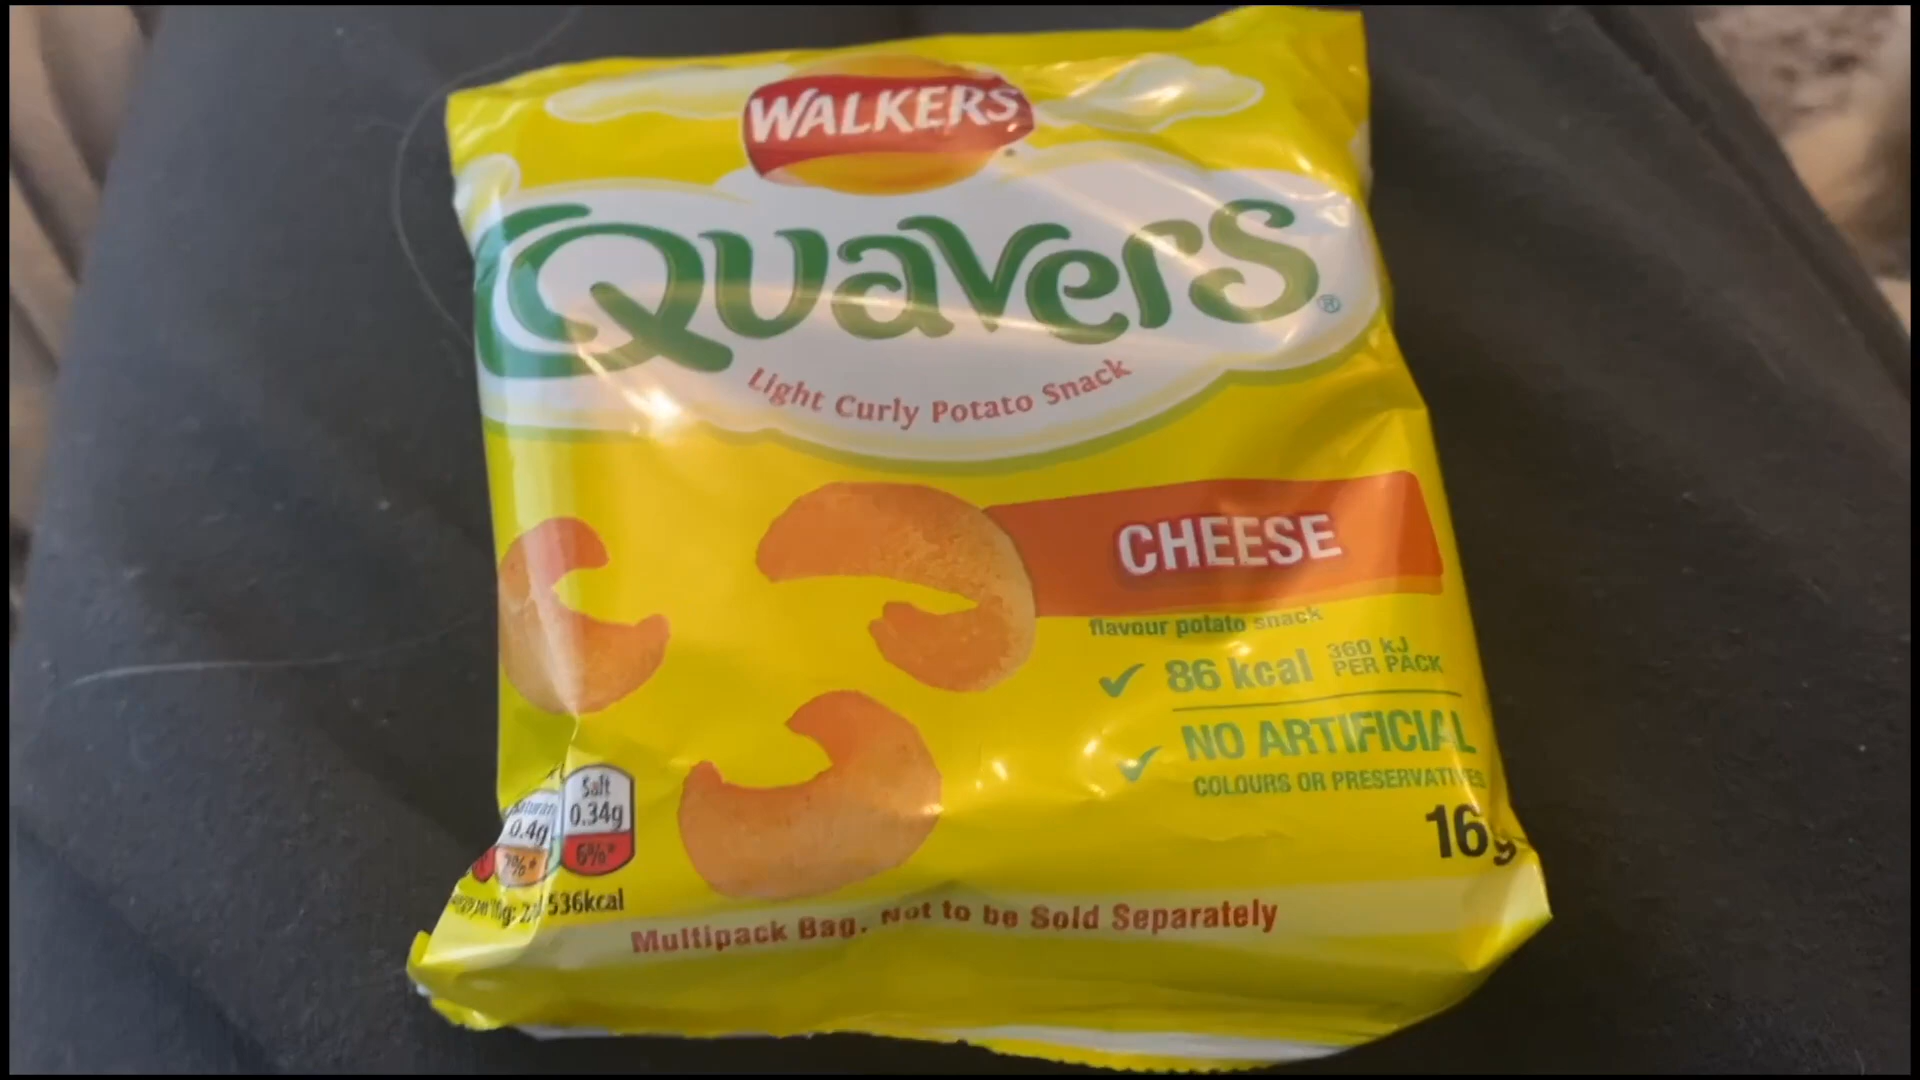 WALKERS
Quavers®
Light Curly Potato Snack
CHEESE
flavour potato snack
✓ 86 kcal 360 kJ
PER PACK
✓ NO ARTIFICIAL
COLOURS OR PRESERVATIVES
16g
Salt
0.34g
6%*
0.4g
536kcal
Multipack Bag. Not to be Sold Separately